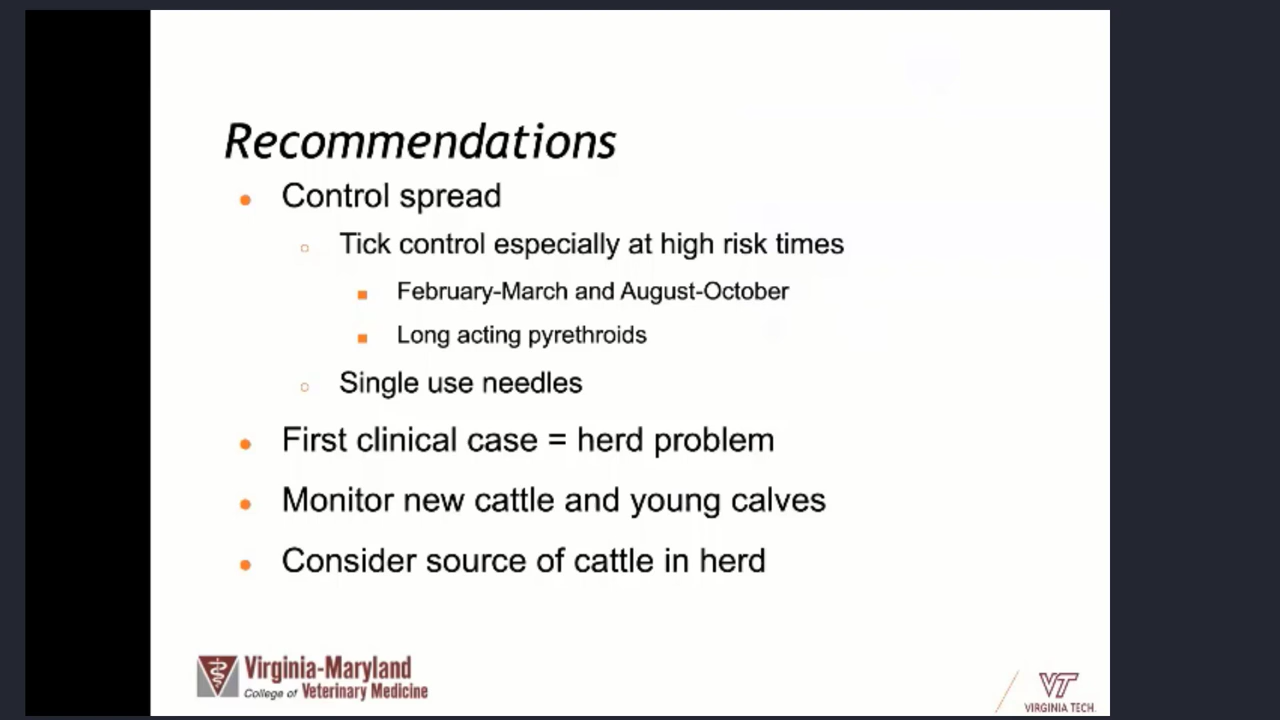 Recommendations
Control spread
Tick control especially at high risk times
February-March and August-October
Long acting pyrethroids
Single use needles
First clinical case = herd problem
Monitor new cattle and young calves
Consider source of cattle in herd
Virginia-Maryland
College of Veterinary Medicine
VT
VIRGINIA TECH.